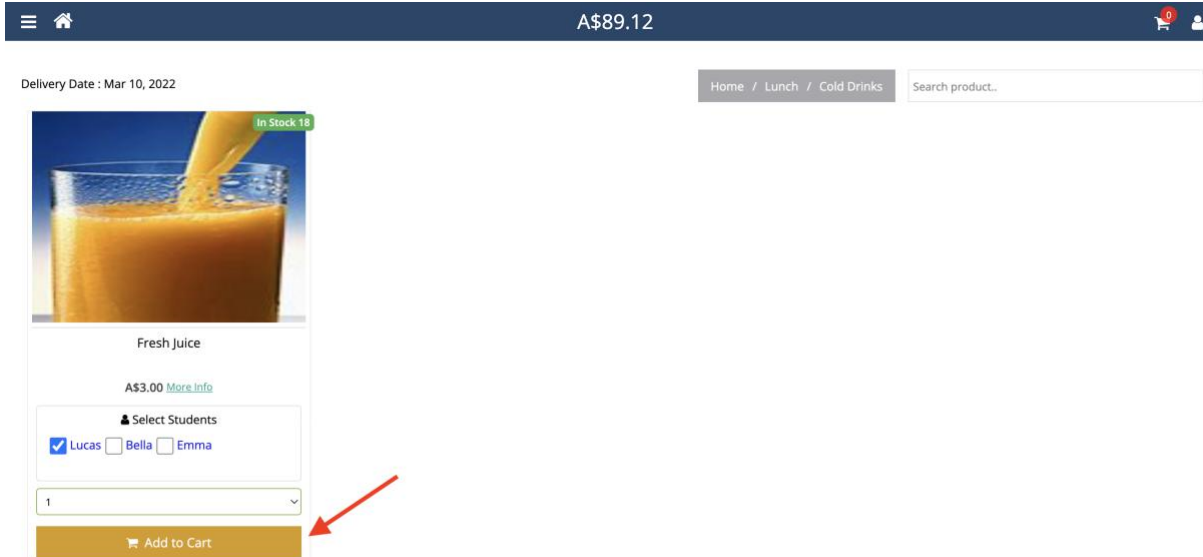 A$89.12
0
Delivery Date : Mar 10, 2022
Home / Lunch / Cold Drinks
Search product..
In Stock 18
Fresh Juice
A$3.00 More Info
Select Students
Lucas Bella Emma
1
Add to Cart